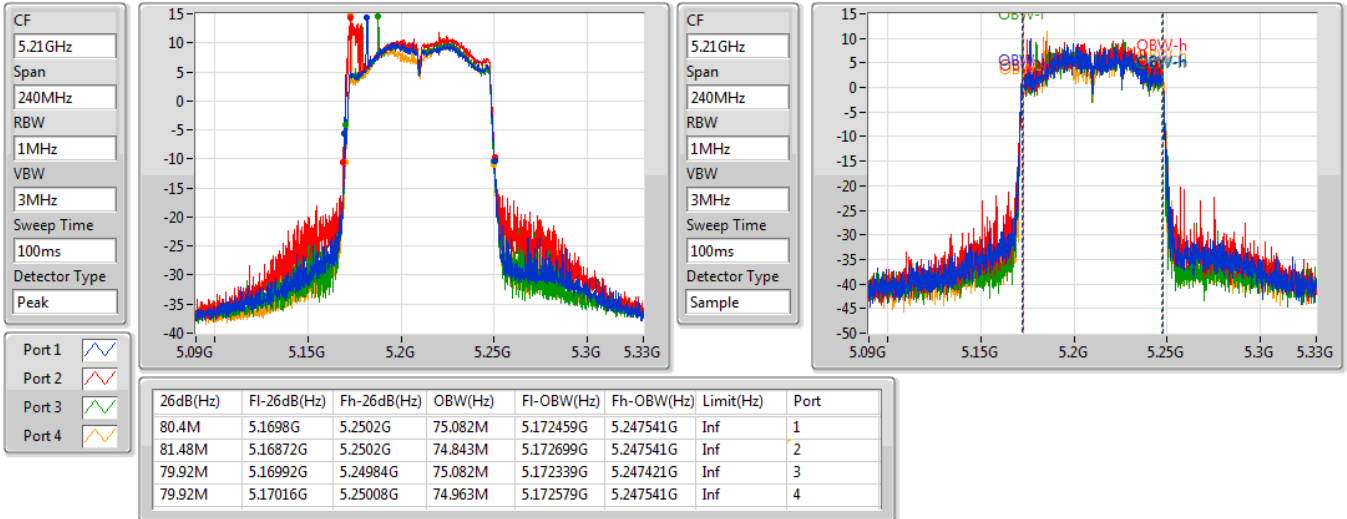 CF
5.21GHz
Span
240MHz
RBW
1MHz
VBW
3MHz
Sweep Time
100ms
Detector Type
Peak
15
10
5
0
-5
-10
-15
-20
-25
-30
-35
-40
5.09G 5.15G 5.2G 5.25G 5.3G 5.33G
CF
5.21GHz
Span
240MHz
RBW
1MHz
VBW
3MHz
Sweep Time
100ms
Detector Type
Sample
15
10
5
0
-5
-10
-15
-20
-25
-30
-35
-40
-45
-50
OBW-h
5.09G 5.15G 5.2G 5.25G 5.3G 5.33G
Port 1
Port 2
Port 3
Port 4
26dB(Hz) Fl-26dB(Hz) Fh-26dB(Hz) OBW(Hz) Fl-OBW(Hz) Fh-OBW(Hz) Limit(Hz) Port
80.4M 5.1698G 5.2502G 75.082M 5.172459G 5.247541G Inf 1
81.48M 5.16872G 5.2502G 74.843M 5.172699G 5.247541G Inf 2
79.92M 5.16992G 5.24984G 75.082M 5.172339G 5.247421G Inf 3
79.92M 5.17016G 5.25008G 74.963M 5.172579G 5.247541G Inf 4